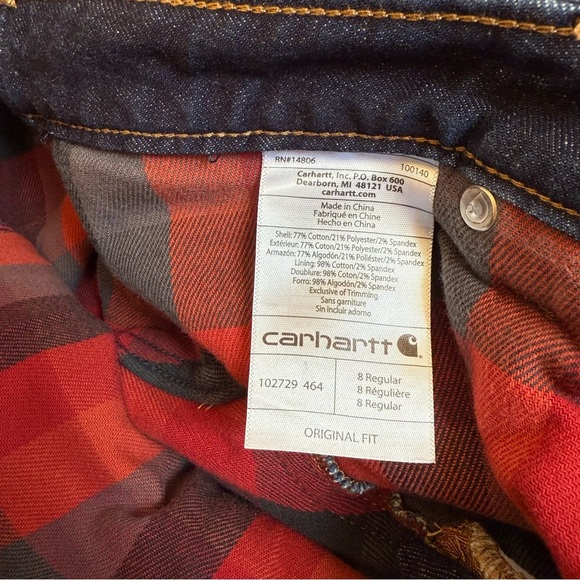 RN#14806 100140
Carhartt, Inc. P.O. Box 600
Dearborn, MI 48121 USA
carhartt.com
Made in China
Fabriqué en Chine
Hecho en China
Shell: 77% Cotton/21% Polyester/2% Spandex
Extérieur: 77% Coton/21% Polyester/2% Spandex
Armazón: 77% Algodón/21% Poliéster/2% Spandex
Lining: 98% Cotton/2% Spandex
Doublure: 98% Coton/2% Spandex
Forro: 98% Algodón/2% Spandex
Exclusive of Trimming
Sans garniture
Sin incluir adorno
carhartt
102729 464
8 Regular
8 Régulière
8 Regular
ORIGINAL FIT